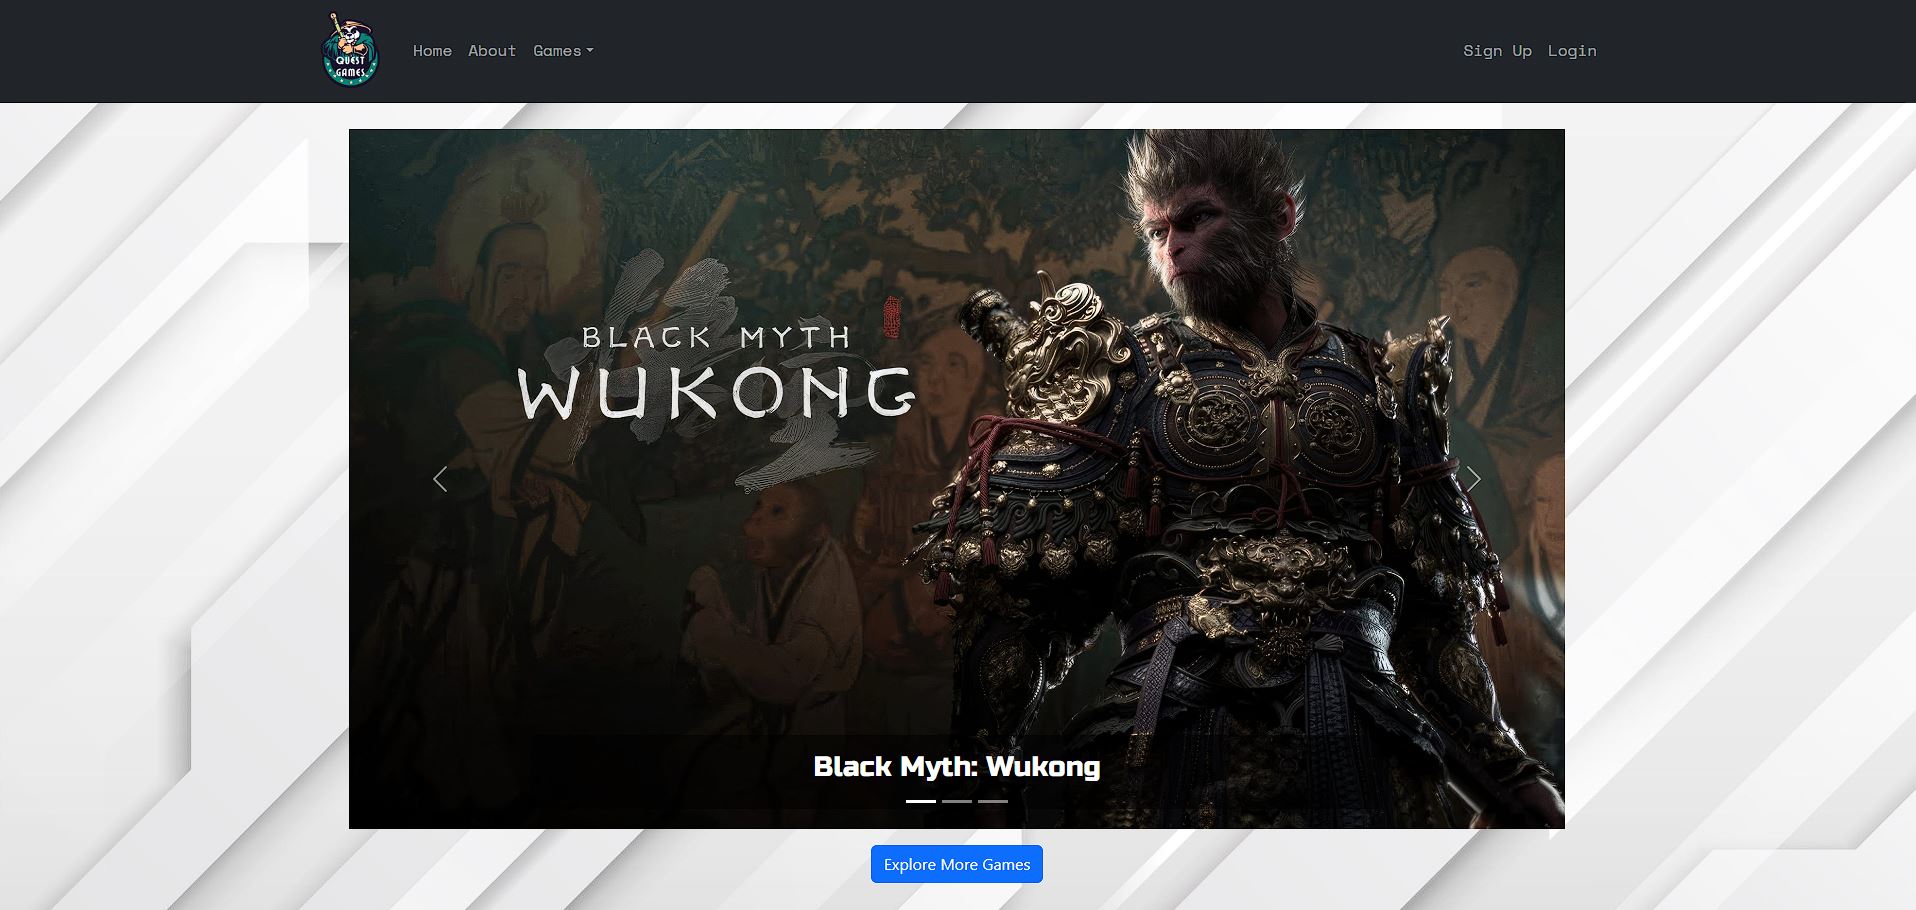 QUEST
GAMES
Home About Games
Sign Up Login
BLACK MYTH
WUKONG
Black Myth: Wukong
Explore More Games